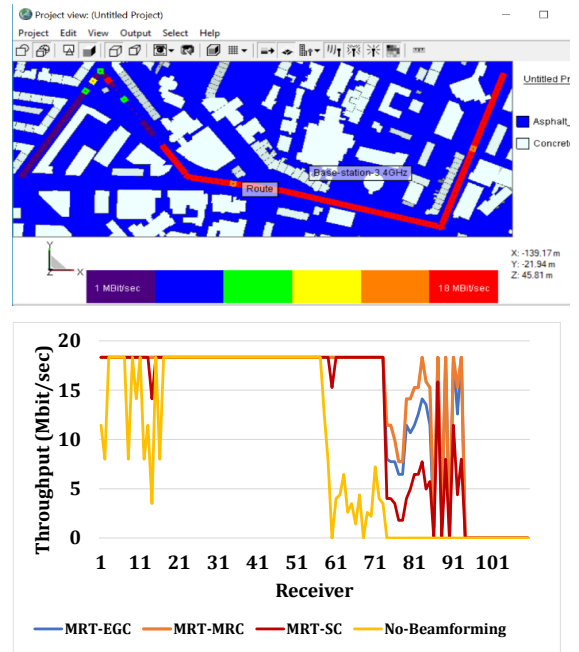 Project view: (Untitled Project)
Project Edit View Output Select Help
Untitled Pr
Asphalt_
Concrete
Base-station-3.4GHz
Route
Y
Z X
X: -139.17 m
Y: -21.94 m
Z: 45.81 m
1 MBit/sec
18 MBit/sec
Throughput (Mbit/sec)
20
15
10
5
0
1 11 21 31 41 51 61 71 81 91 101
Receiver
MRT-EGC MRT-MRC MRT-SC No-Beamforming